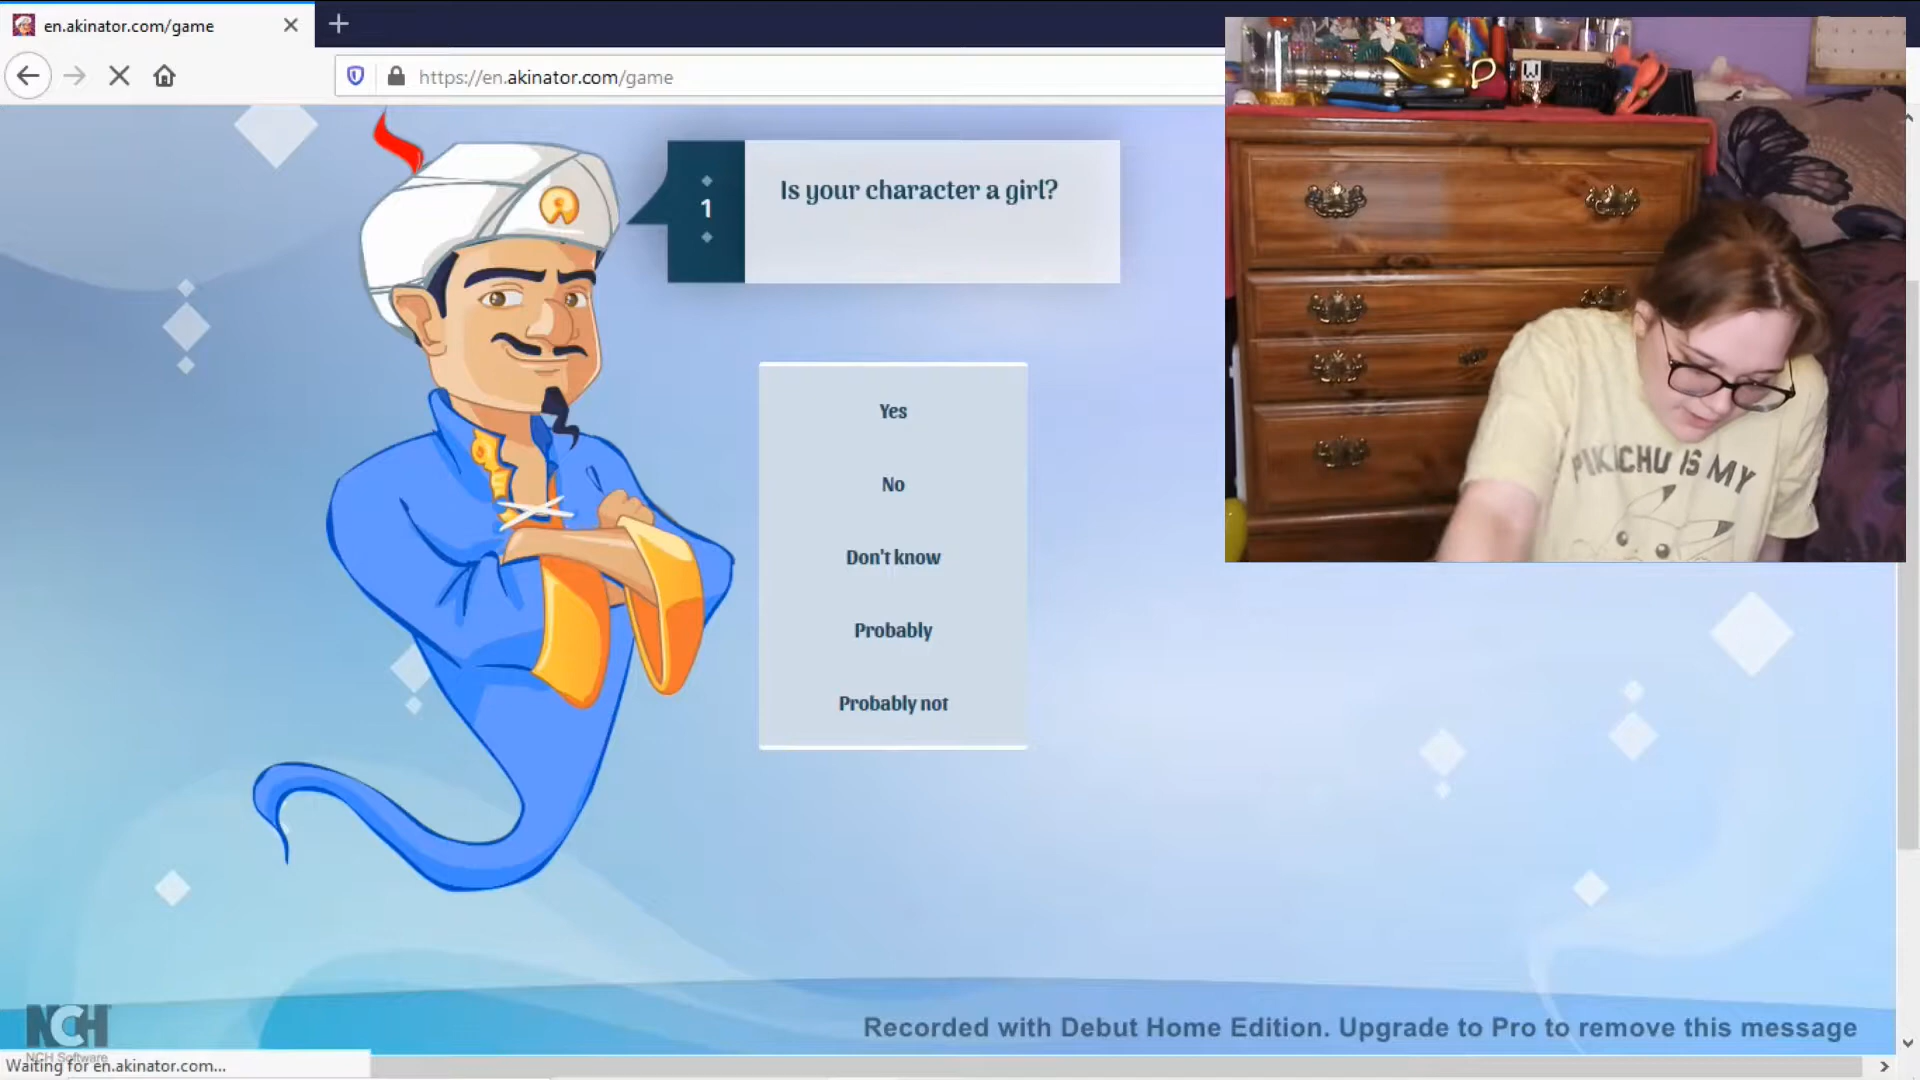 en.akinator.com/game
https://en.akinator.com/game
1
Is your character a girl?
Yes
No
Don't know
Probably
Probably not
W
PIKACHU IS MY
NCH
NCH Software
Recorded with Debut Home Edition. Upgrade to Pro to remove this message
Waiting for en.akinator.com...